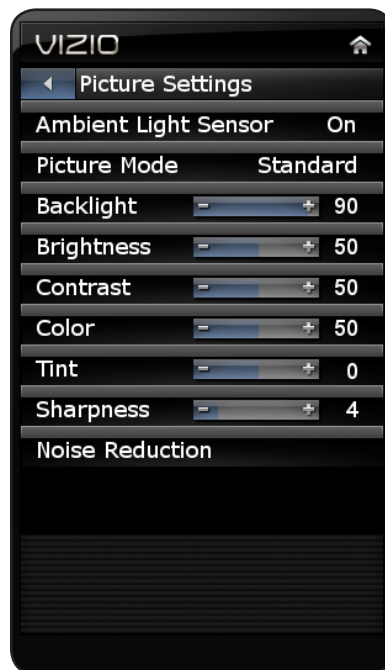 VIZIO
Picture Settings
Ambient Light Sensor On
Picture Mode Standard
Backlight - + 90
Brightness - + 50
Contrast - + 50
Color - + 50
Tint - + 0
Sharpness - + 4
Noise Reduction